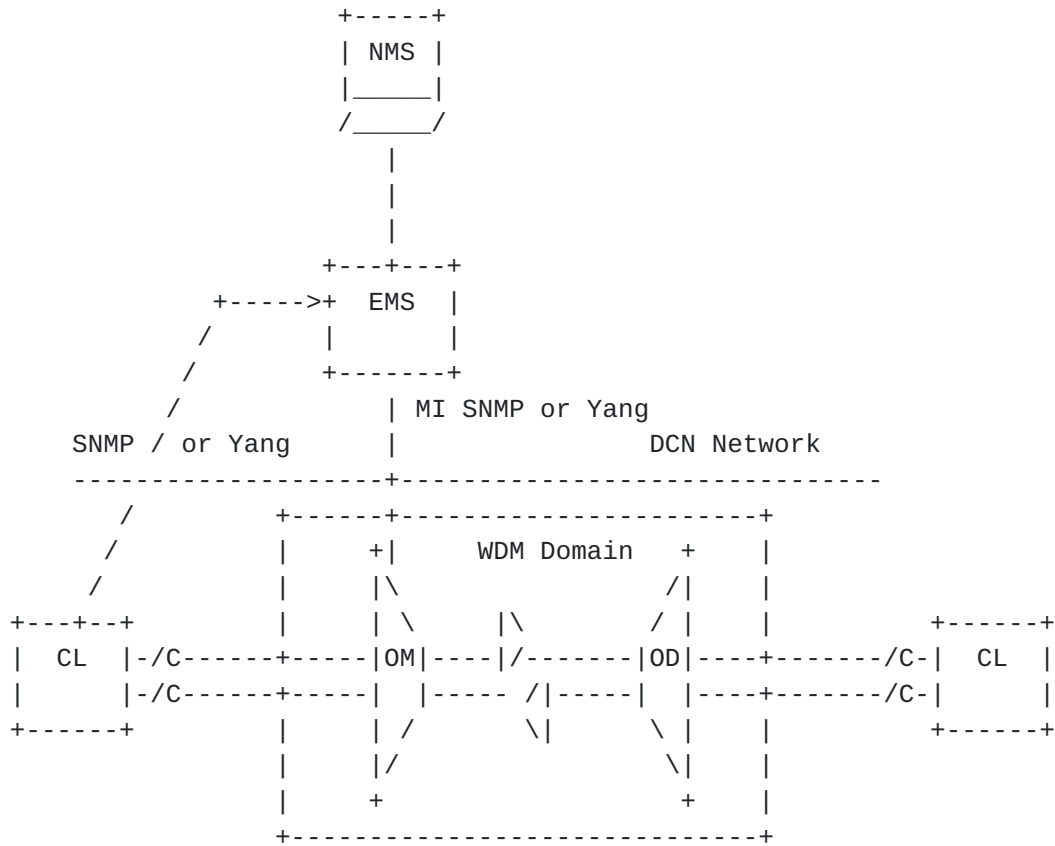 NMS
EMS
MI SNMP or Yang
SNMP / or Yang DCN Network
WDM Domain
CL -/C- OM OD /C- CL
-/C- /C-